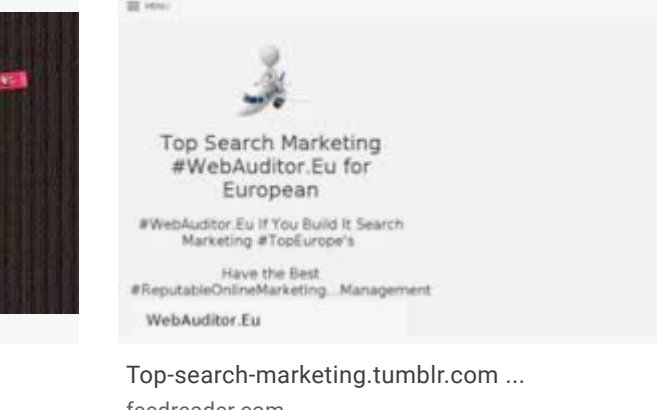 MENU
Top Search Marketing
#WebAuditor.Eu for
European
#WebAuditor.Eu If You Build It Search
Marketing #TopEurope's
Have the Best
#ReputableOnlineMarketing...Management
WebAuditor.Eu
Top-search-marketing.tumblr.com ...
feedreader.com